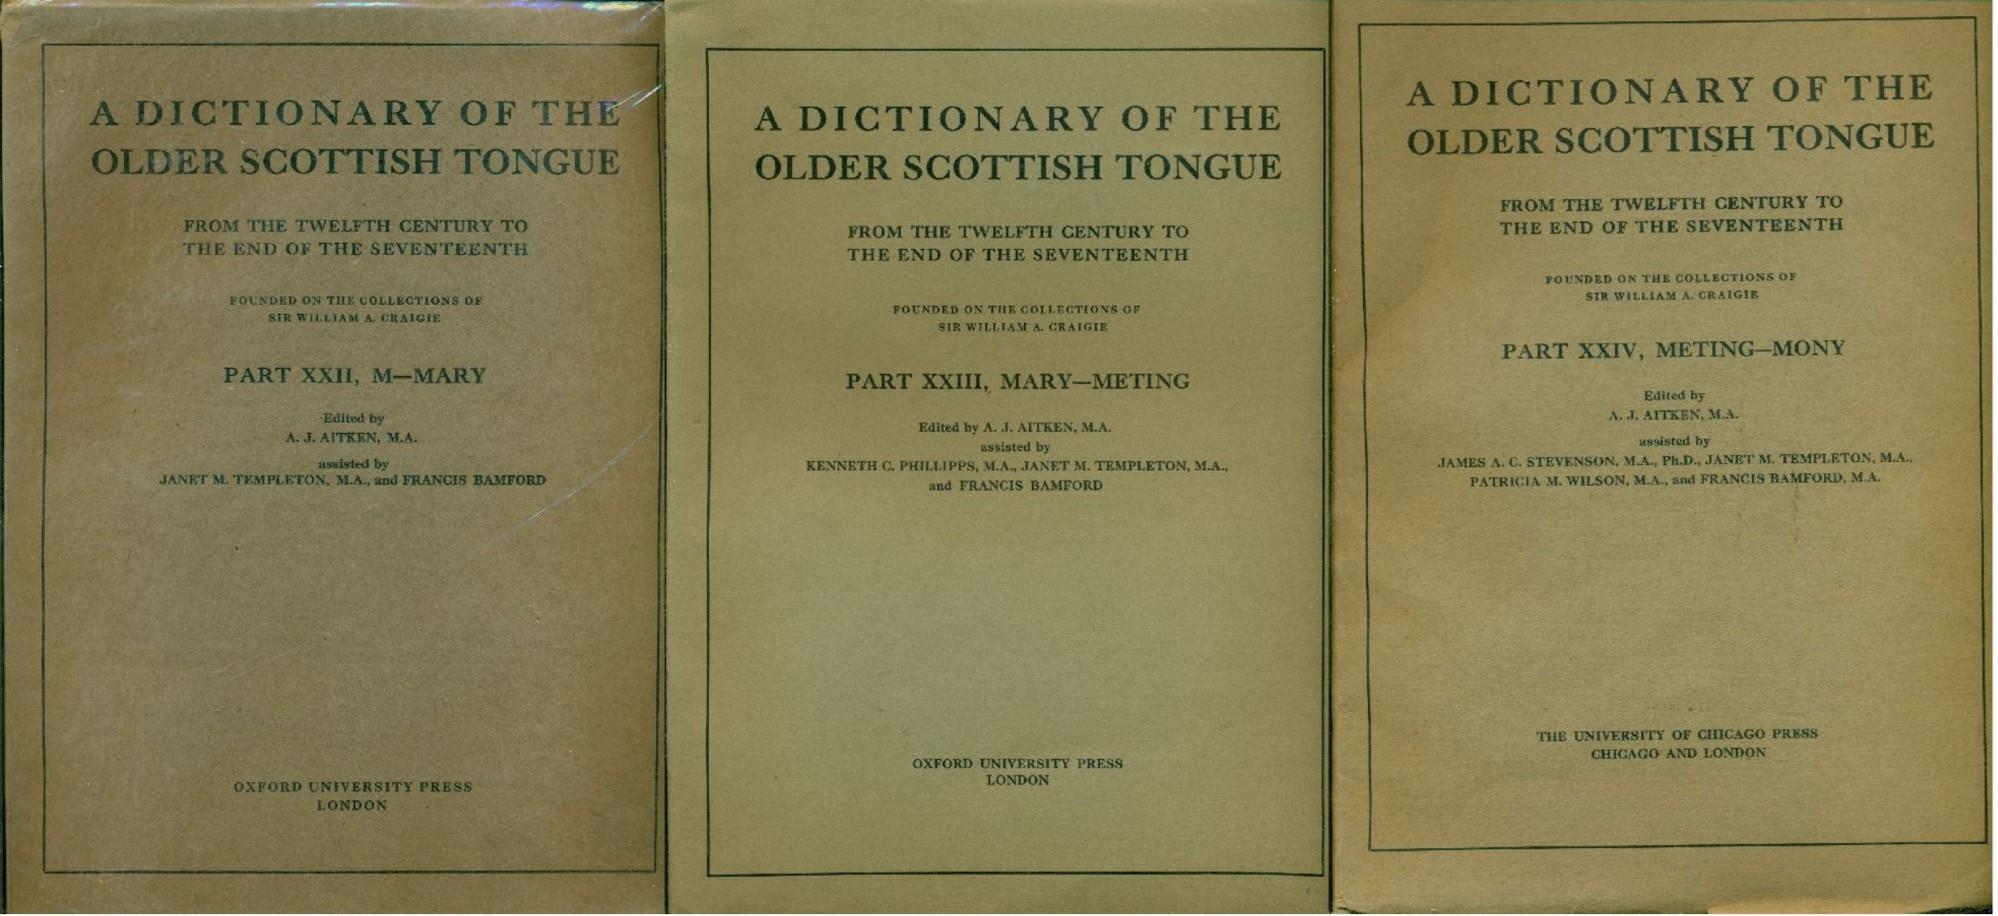 A DICTIONARY OF THE
OLDER SCOTTISH TONGUE
FROM THE TWELFTH CENTURY TO
THE END OF THE SEVENTEENTH
FOUNDED ON THE COLLECTIONS OF
SIR WILLIAM A. CRAIGIE
PART XXII, M—MARY
Edited by
A. J. AITKEN, M.A.
assisted by
JANET M. TEMPLETON, M.A., and FRANCIS BAMFORD
OXFORD UNIVERSITY PRESS
LONDON
A DICTIONARY OF THE
OLDER SCOTTISH TONGUE
FROM THE TWELFTH CENTURY TO
THE END OF THE SEVENTEENTH
FOUNDED ON THE COLLECTIONS OF
SIR WILLIAM A. CRAIGIE
PART XXIII, MARY—METING
Edited by A. J. AITKEN, M.A.
assisted by
KENNETH C. PHILLIPPS, M.A., JANET M. TEMPLETON, M.A.,
and FRANCIS BAMFORD
OXFORD UNIVERSITY PRESS
LONDON
A DICTIONARY OF THE
OLDER SCOTTISH TONGUE
FROM THE TWELFTH CENTURY TO
THE END OF THE SEVENTEENTH
FOUNDED ON THE COLLECTIONS OF
SIR WILLIAM A. CRAIGIE
PART XXIV, METING—MONY
Edited by
A. J. AITKEN, M.A.
assisted by
JAMES A. C. STEVENSON, M.A., Ph.D., JANET M. TEMPLETON, M.A.,
PATRICIA M. WILSON, M.A., and FRANCIS BAMFORD, M.A.
THE UNIVERSITY OF CHICAGO PRESS
CHICAGO AND LONDON